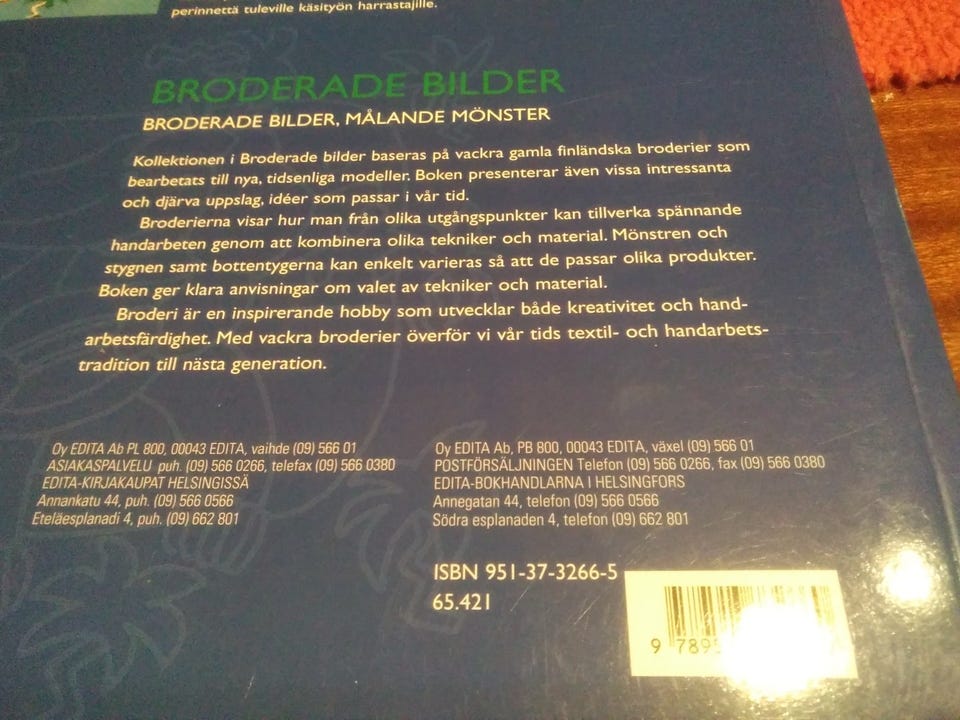 perinnettä tuleville käsityön harrastajille.
BRODERADE BILDER
BRODERADE BILDER, MÅLANDE MÖNSTER
Kollektionen i Broderade bilder baseras på vackra gamla finländska broderier som
bearbetats till nya, tidsenliga modeller. Boken presenterar även vissa intressanta
och djärva uppslag, idéer som passar i vår tid.
Broderierna visar hur man från olika utgångspunkter kan tillverka spännande
handarbeten genom att kombinera olika tekniker och material. Mönstren och
stygnen samt bottentygerna kan enkelt varieras så att de passar olika produkter.
Boken ger klara anvisningar om valet av tekniker och material.
Broderi är en inspirerande hobby som utvecklar både kreativitet och hand-
arbetsfärdighet. Med vackra broderier överför vi vår tids textil- och handarbets-
tradition till nästa generation.
Oy EDITA Ab PL 800, 00043 EDITA, vaihde (09) 566 01
ASIAKASPALVELU puh. (09) 566 0266, telefax (09) 566 0380
EDITA-KIRJAKAUPAT HELSINGISSÄ
Annankatu 44, puh. (09) 566 0566
Eteläesplanadi 4, puh. (09) 662 801
Oy EDITA Ab, PB 800, 00043 EDITA, växel (09) 566 01
POSTFÖRSÄLJNINGEN Telefon (09) 566 0266, fax (09) 566 0380
EDITA-BOKHANDLARNA I HELSINGFORS
Annegatan 44, telefon (09) 566 0566
Södra esplanaden 4, telefon (09) 662 801
ISBN 951-37-3266-5
65.421
9 7895